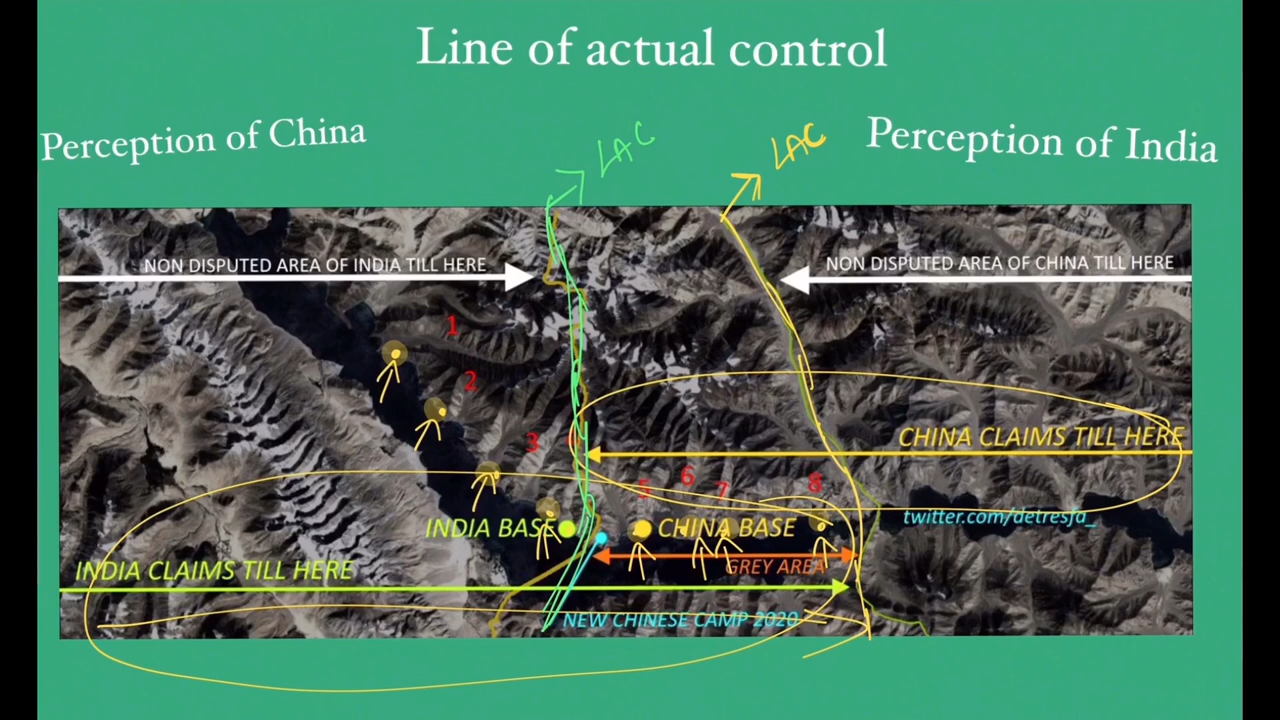 Line of actual control
Perception of China
Perception of India
LAC
LAC
NON DISPUTED AREA OF INDIA TILL HERE
NON DISPUTED AREA OF CHINA TILL HERE
1
2
3
CHINA CLAIMS TILL HERE
5
6
7
8
twitter.com/detresfa_
INDIA BASE
CHINA BASE
GREY AREA
INDIA CLAIMS TILL HERE
NEW CHINESE CAMP 2020